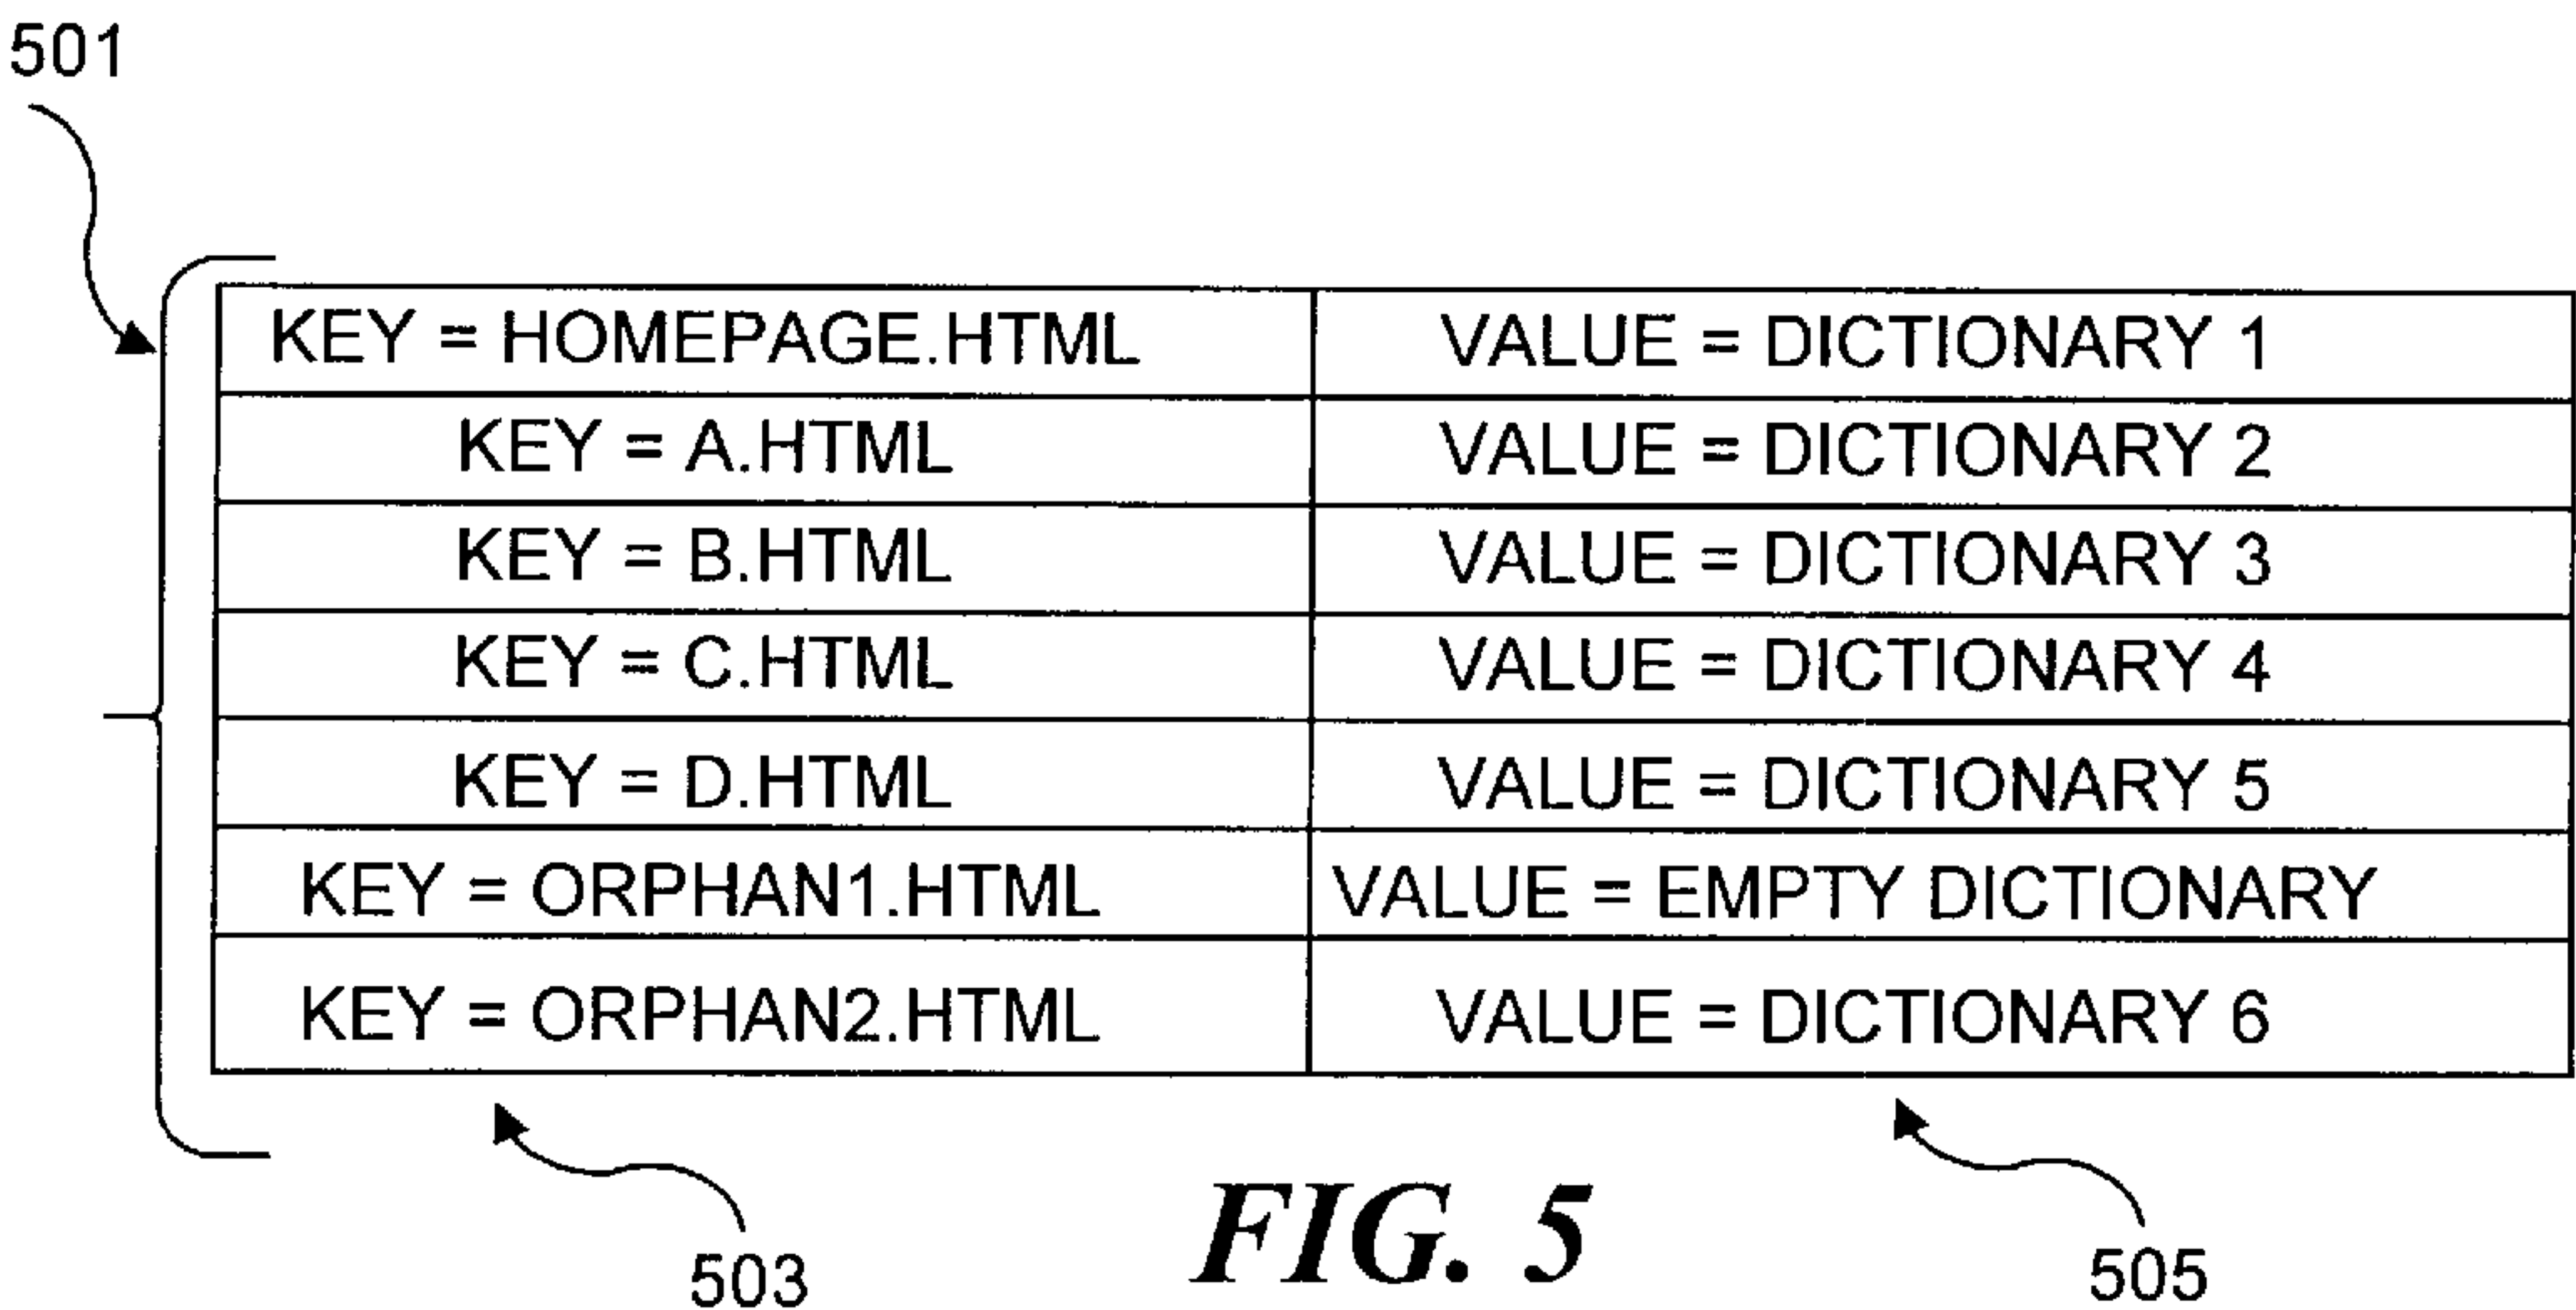 501
KEY = HOMEPAGE.HTML VALUE = DICTIONARY 1
KEY = A.HTML VALUE = DICTIONARY 2
KEY = B.HTML VALUE = DICTIONARY 3
KEY = C.HTML VALUE = DICTIONARY 4
KEY = D.HTML VALUE = DICTIONARY 5
KEY = ORPHAN1.HTML VALUE = EMPTY DICTIONARY
KEY = ORPHAN2.HTML VALUE = DICTIONARY 6
503
FIG. 5
505